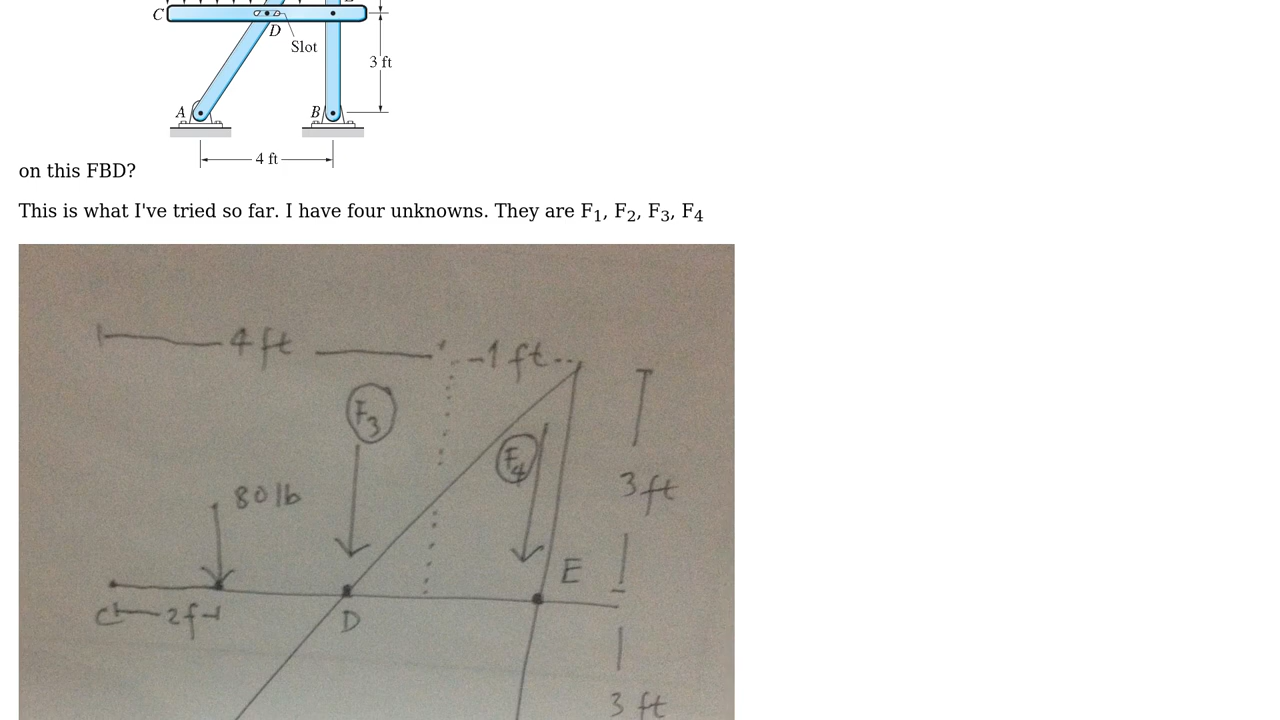 C
D
Slot
3 ft
A
B
4 ft
on this FBD?
This is what I've tried so far. I have four unknowns. They are F1, F2, F3, F4
4 ft
1 ft
F3
F4
80 lb
3 ft
E
C
2 ft
D
3 ft